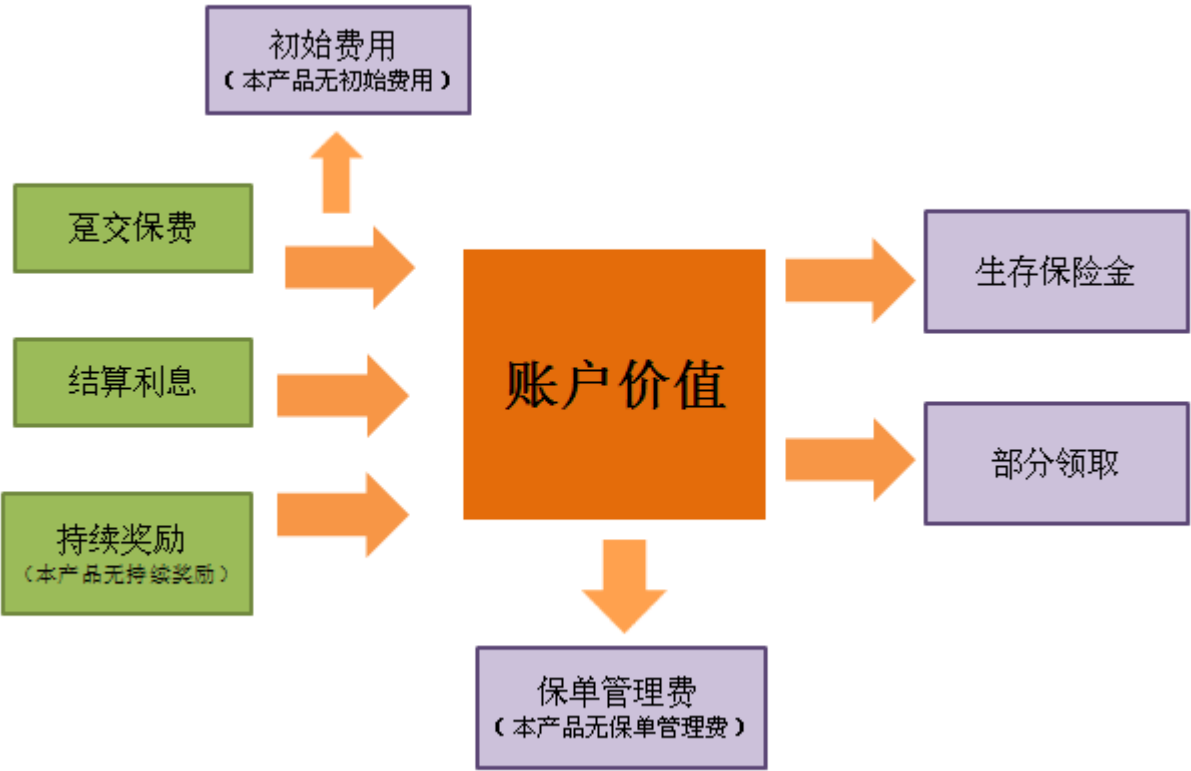 初始费用
（本产品无初始费用）
趸交保费
结算利息
持续奖励
（本产品无持续奖励）
账户价值
生存保险金
部分领取
保单管理费
（本产品无保单管理费）